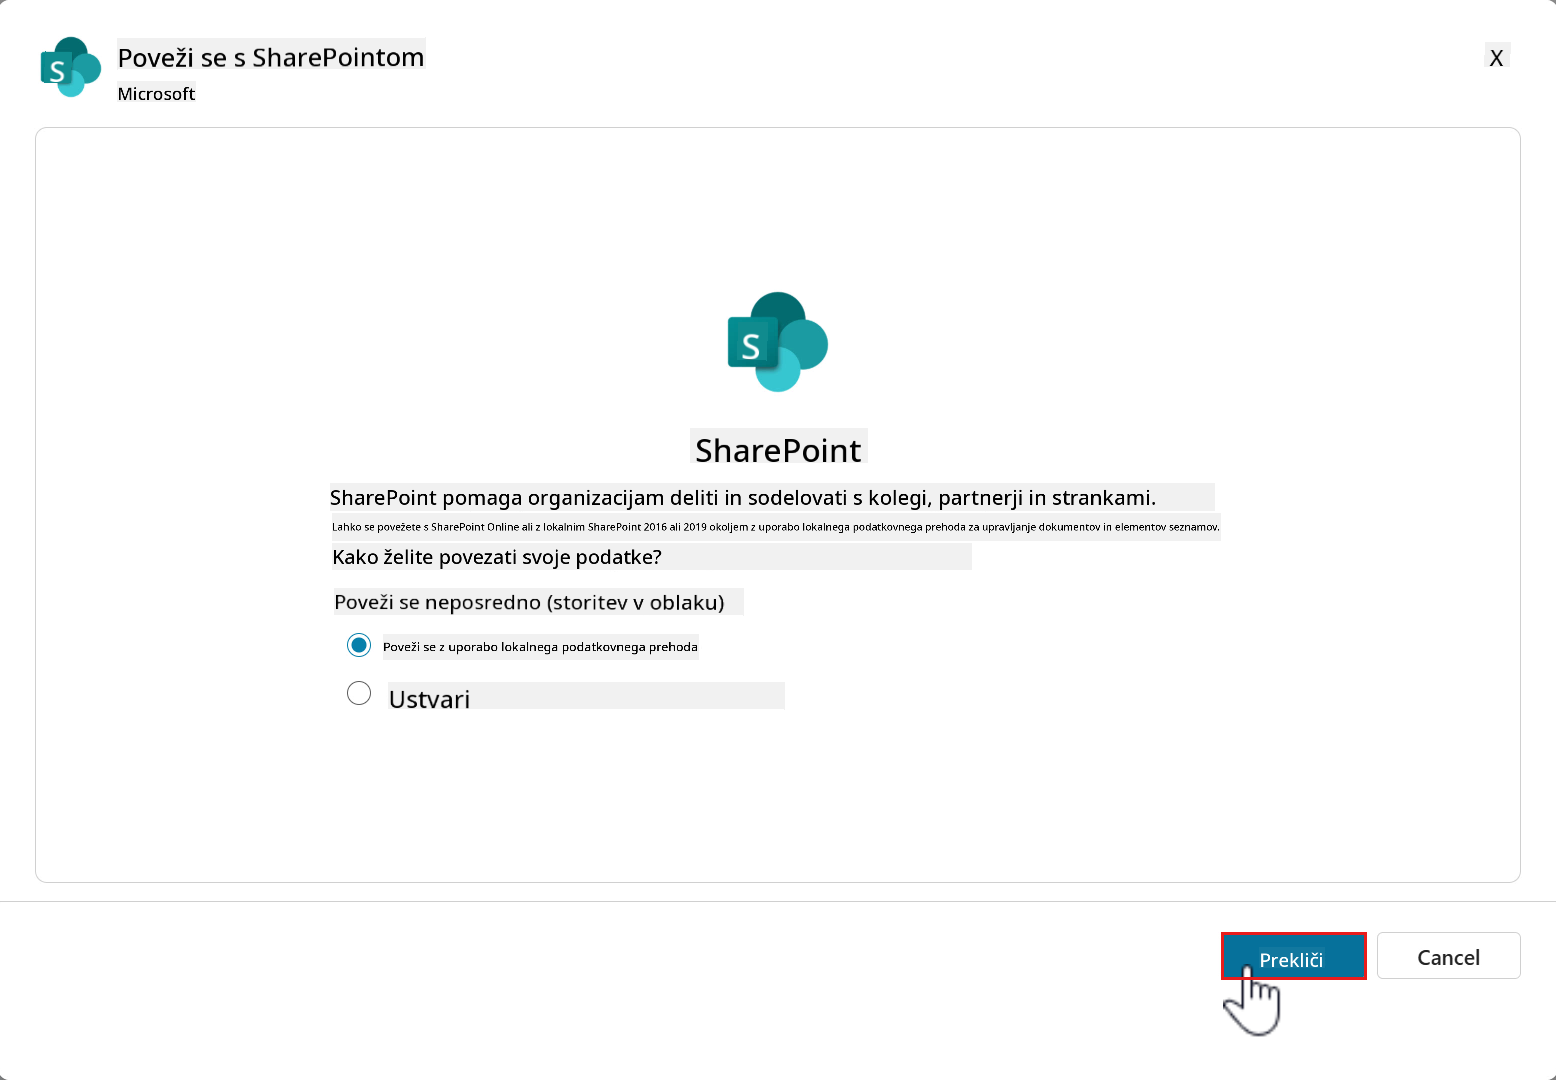 S
Poveži se s SharePointom
Microsoft
X
S
SharePoint
SharePoint pomaga organizacijam deliti in sodelovati s kolegi, partnerji in strankami.
Lahko se povežete s SharePoint Online ali z lokalnim SharePoint 2016 ali 2019 okoljem z uporabo lokalnega podatkovnega prehoda za upravljanje dokumentov in elementov seznamov.
Kako želite povezati svoje podatke?
Poveži se neposredno (storitev v oblaku)
Poveži se z uporabo lokalnega podatkovnega prehoda
Ustvari
Prekliči
Cancel